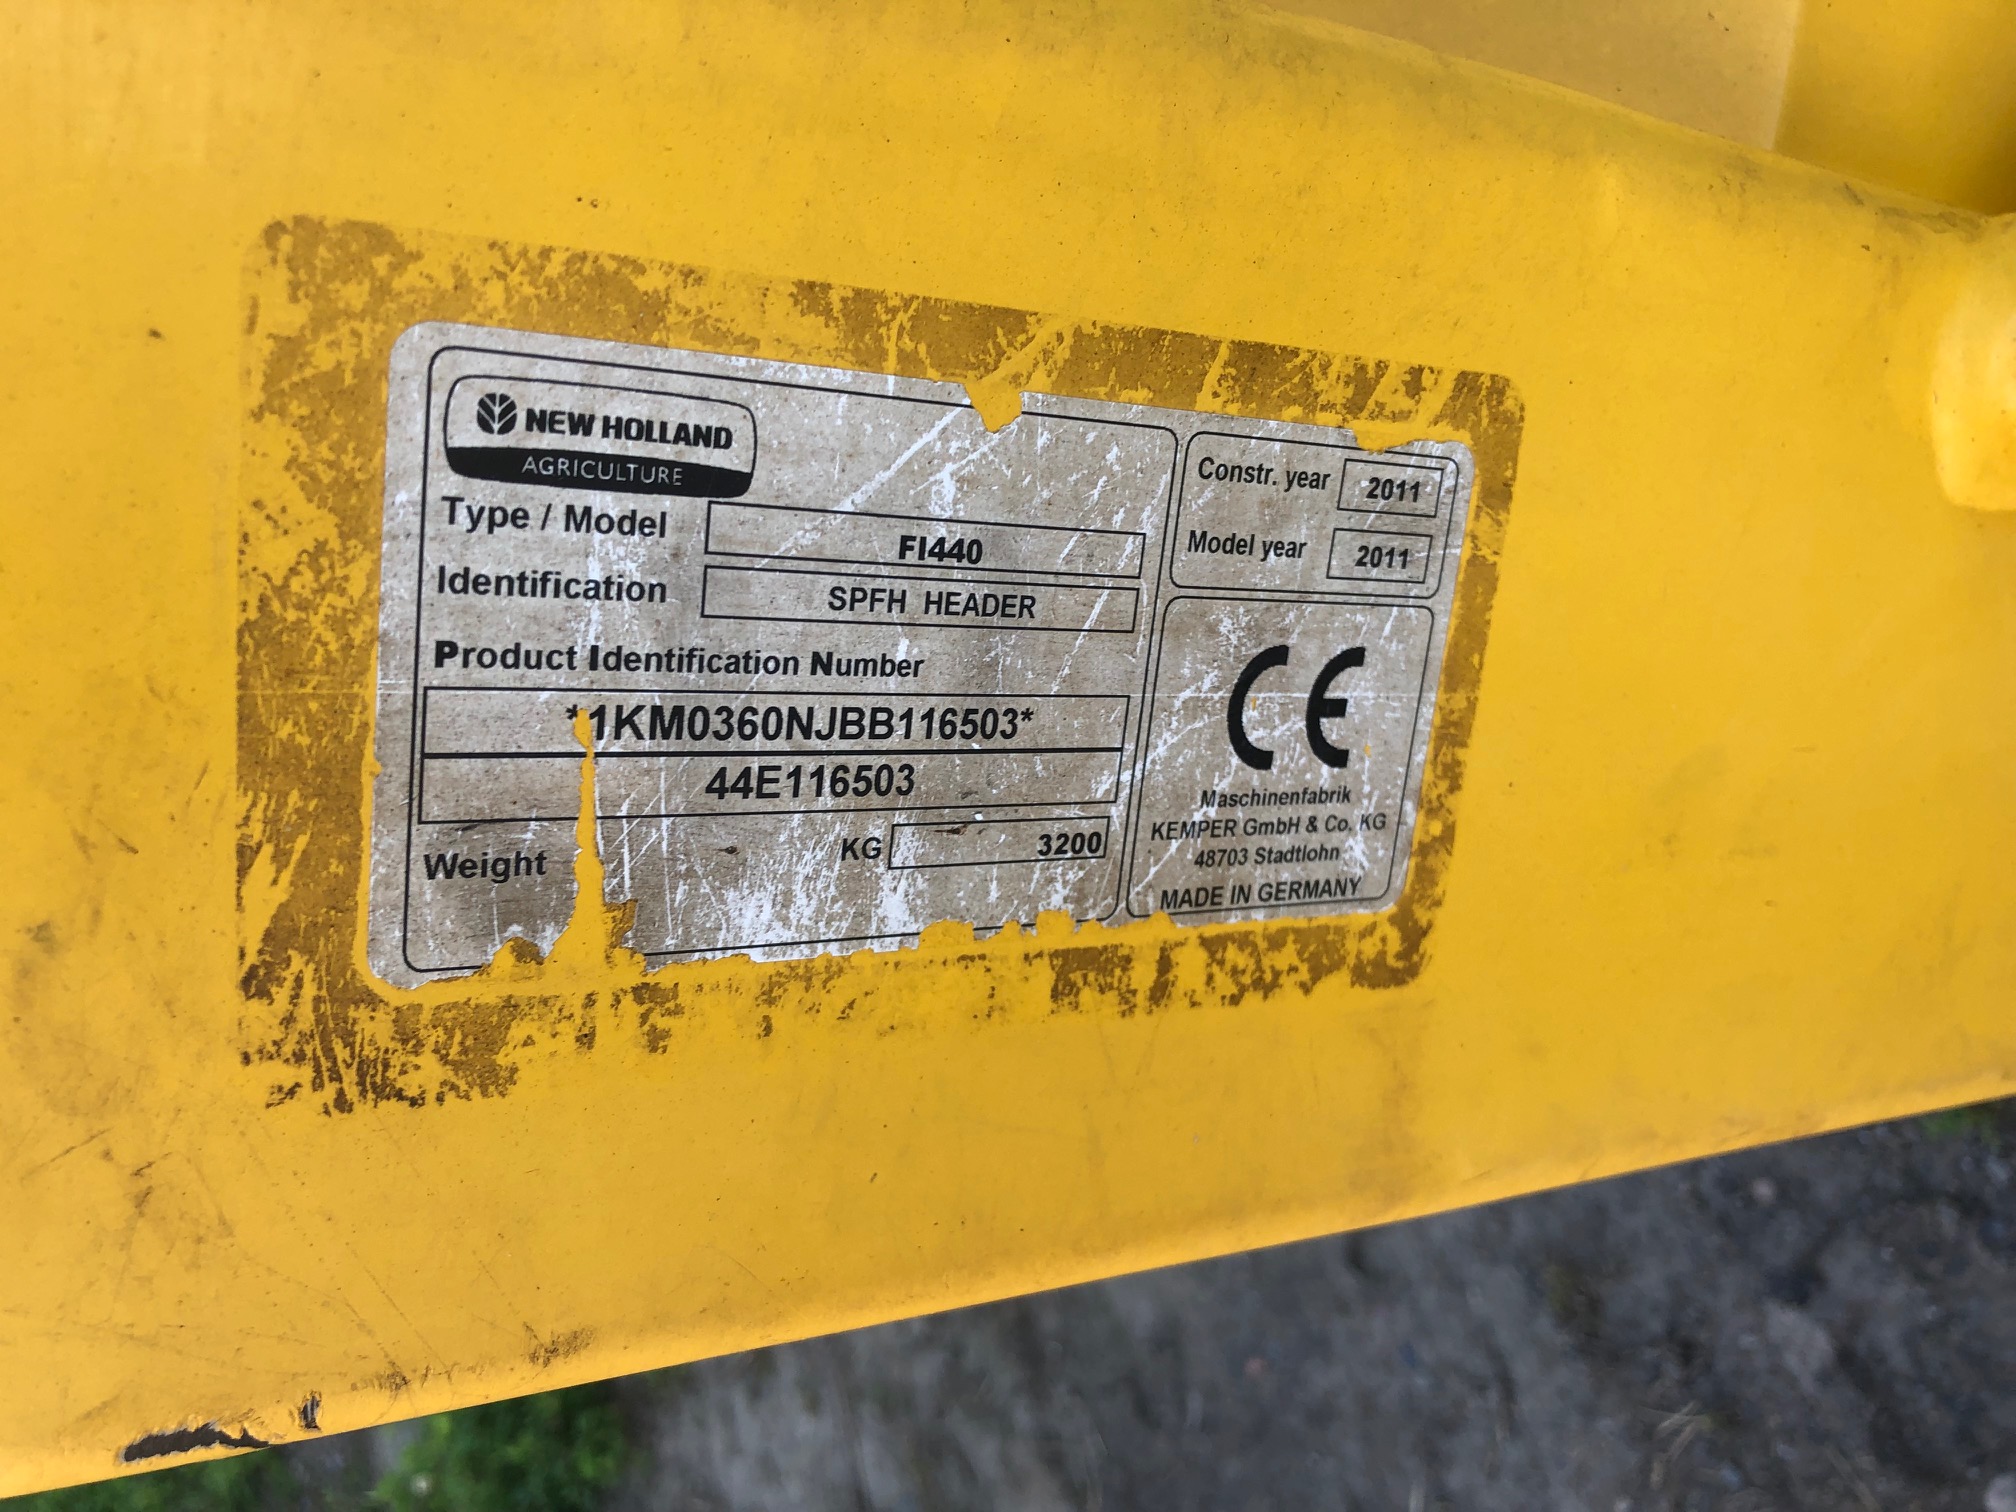 NEW HOLLAND
AGRICULTURE
Type / Model FI440
Identification SPFH HEADER
Product Identification Number
*1KM0360NJBB116503*
44E116503
Weight KG 3200
Constr. year 2011
Model year 2011
CE
Maschinenfabrik
KEMPER GmbH & Co. KG
48703 Stadtlohn
MADE IN GERMANY